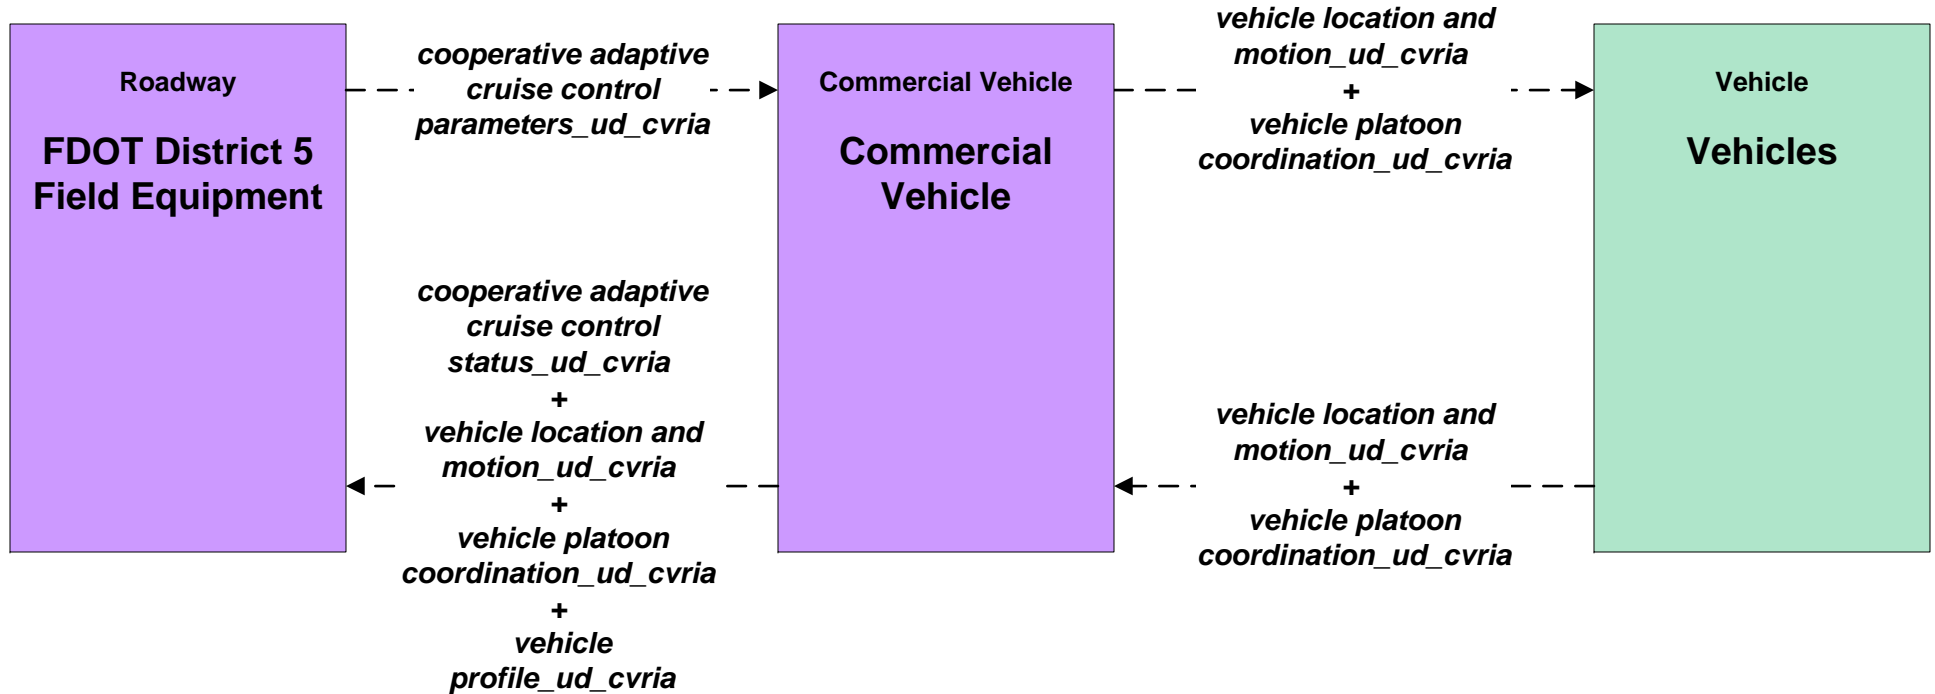 Roadway
FDOT District 5
Field Equipment
cooperative adaptive
cruise control
parameters_ud_cvria
Commercial Vehicle
Commercial
Vehicle
vehicle location and
motion_ud_cvria
+
vehicle platoon
coordination_ud_cvria
Vehicle
Vehicles
cooperative adaptive
cruise control
status_ud_cvria
+
vehicle location and
motion_ud_cvria
+
vehicle platoon
coordination_ud_cvria
+
vehicle
profile_ud_cvria
vehicle location and
motion_ud_cvria
+
vehicle platoon
coordination_ud_cvria